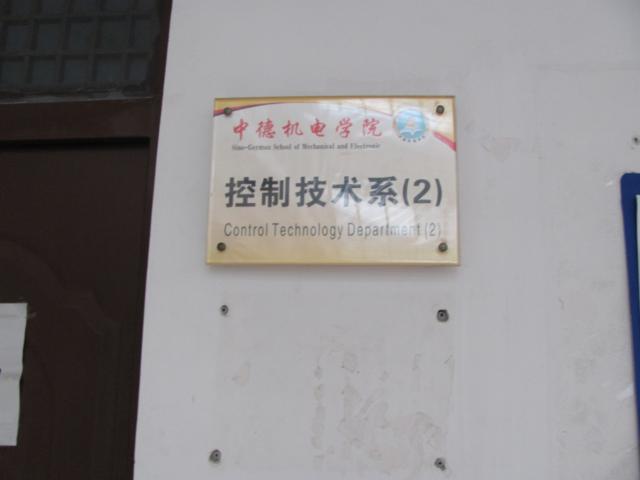 中德机电学院
Sino-German School of Mechanical and Electronic
控制技术系(2)
Control Technology Department (2)